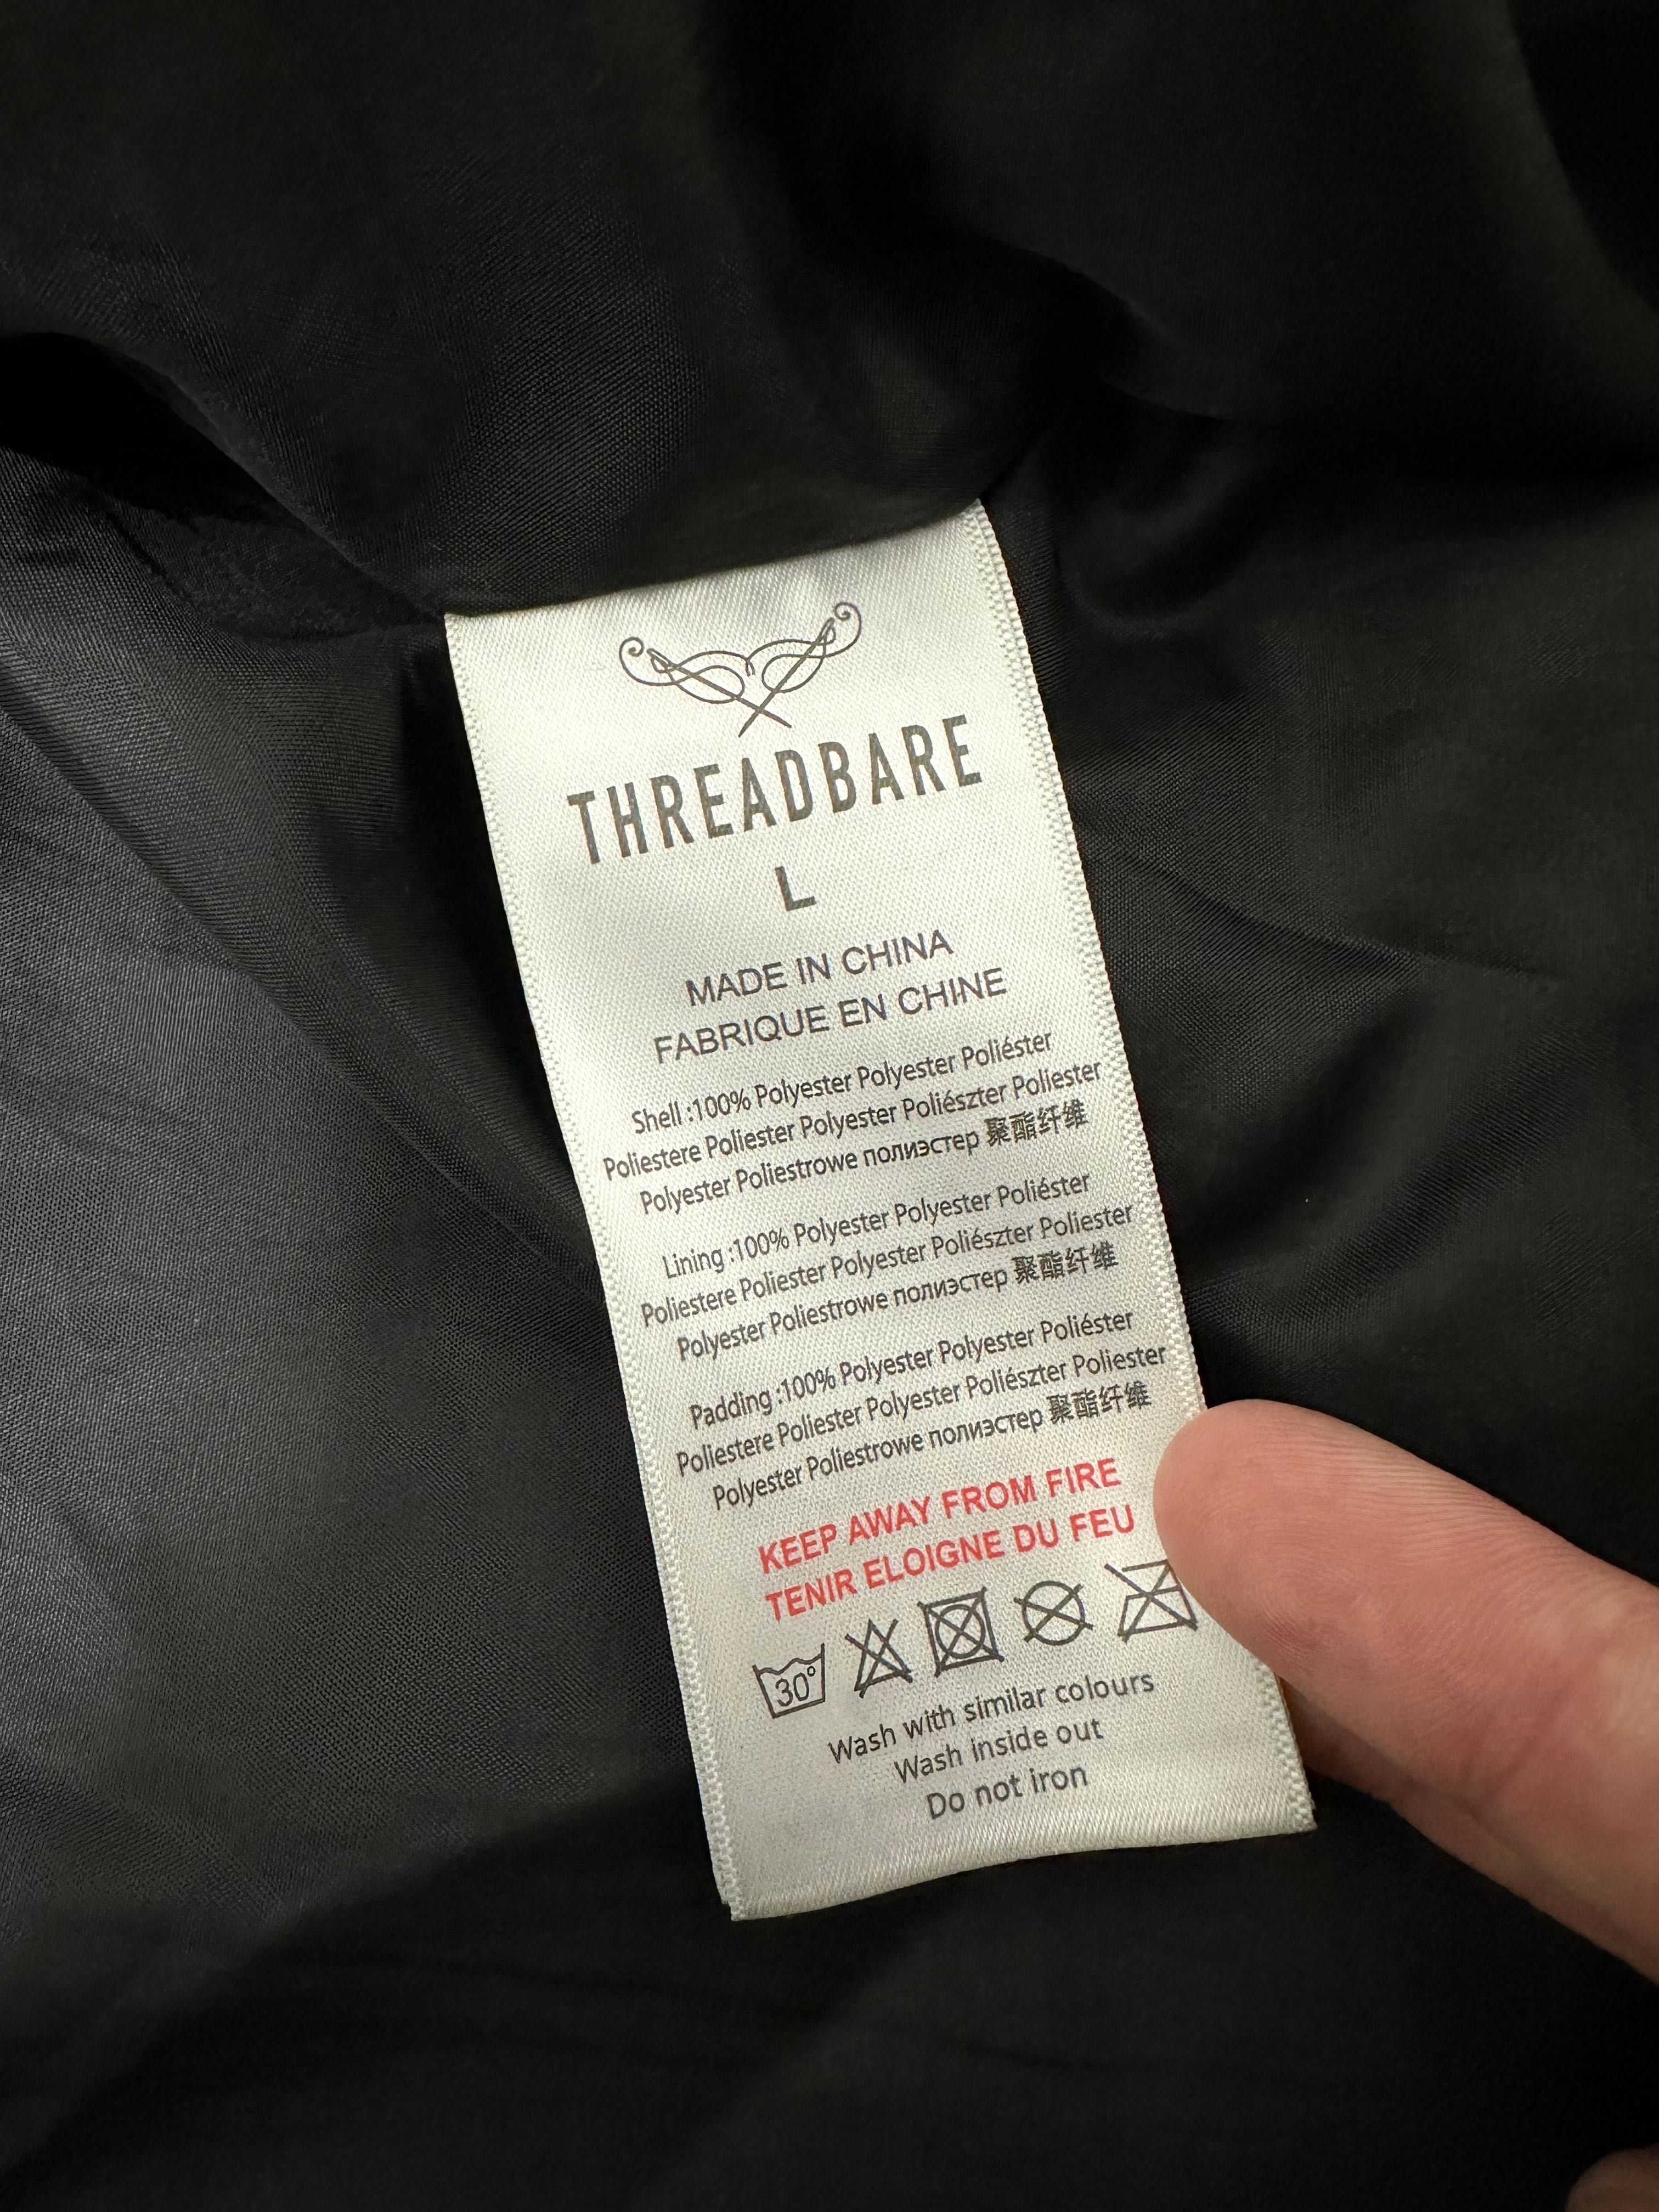 THREADBARE
L
MADE IN CHINA
FABRIQUE EN CHINE
Shell :100% Polyester Polyester Poliéster
Poliestere Poliester Polyester Poliészter Poliester
Polyester Poliestrowe полиэстер 聚酯纤维
Lining :100% Polyester Polyester Poliéster
Poliestere Poliester Polyester Poliészter Poliester
Polyester Poliestrowe полиэстер 聚酯纤维
Padding :100% Polyester Polyester Poliéster
Poliestere Poliester Polyester Poliészter Poliester
Polyester Poliestrowe полиэстер 聚酯纤维
KEEP AWAY FROM FIRE
TENIR ELOIGNE DU FEU
30°
Wash with similar colours
Wash inside out
Do not iron